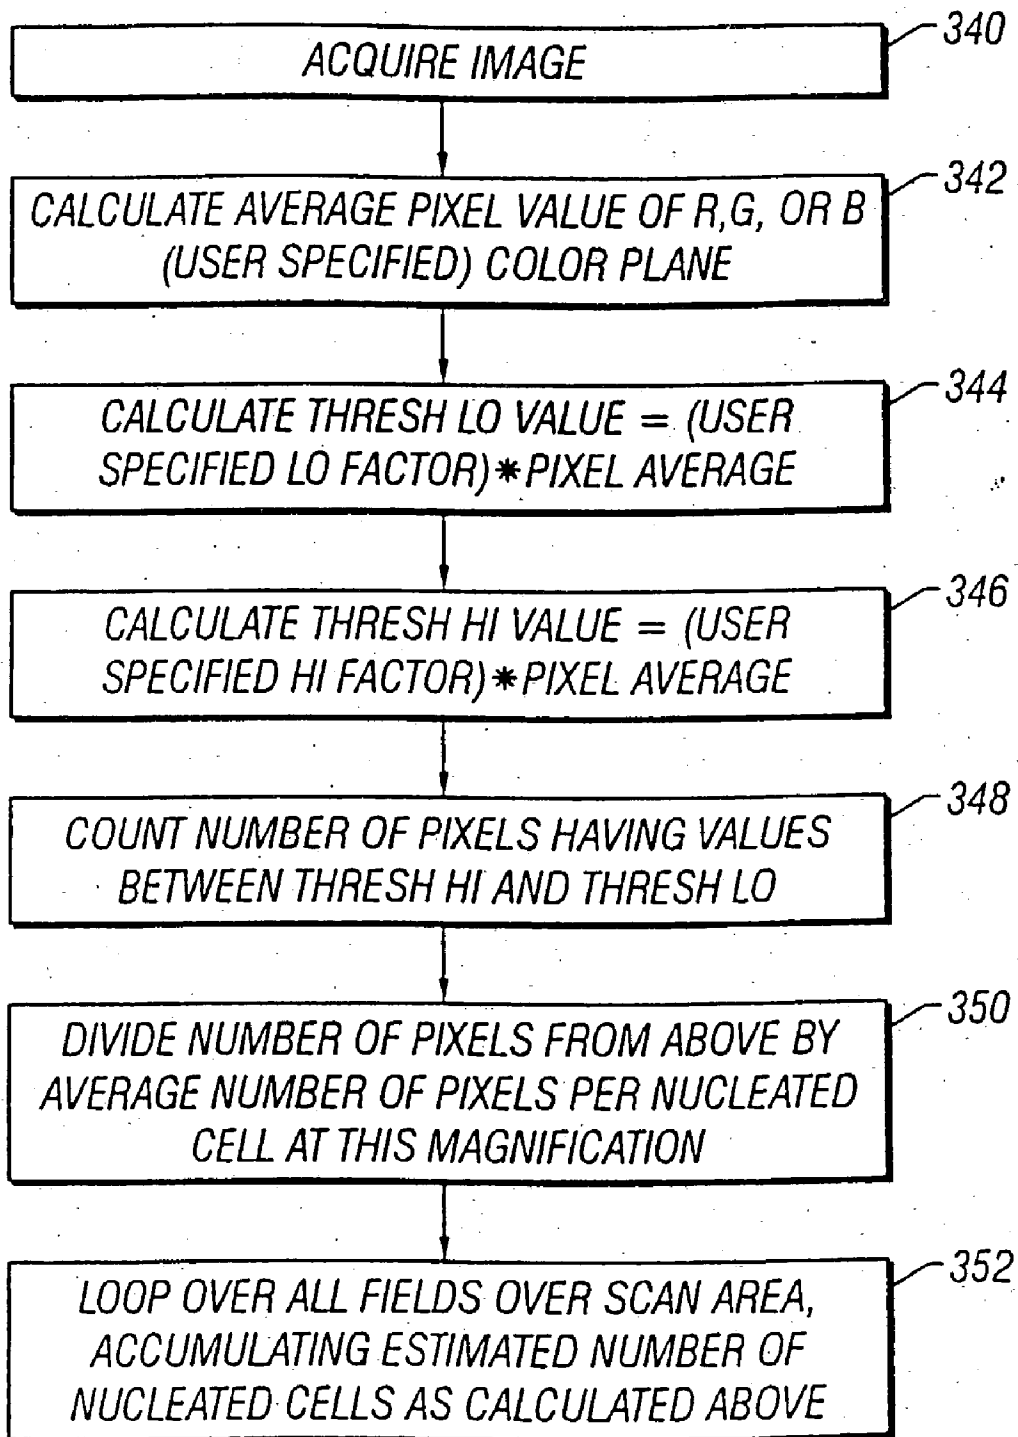 340
ACQUIRE IMAGE
342
CALCULATE AVERAGE PIXEL VALUE OF R,G, OR B
(USER SPECIFIED) COLOR PLANE
344
CALCULATE THRESH LO VALUE = (USER
SPECIFIED LO FACTOR)*PIXEL AVERAGE
346
CALCULATE THRESH HI VALUE = (USER
SPECIFIED HI FACTOR)*PIXEL AVERAGE
348
COUNT NUMBER OF PIXELS HAVING VALUES
BETWEEN THRESH HI AND THRESH LO
350
DIVIDE NUMBER OF PIXELS FROM ABOVE BY
AVERAGE NUMBER OF PIXELS PER NUCLEATED
CELL AT THIS MAGNIFICATION
352
LOOP OVER ALL FIELDS OVER SCAN AREA,
ACCUMULATING ESTIMATED NUMBER OF
NUCLEATED CELLS AS CALCULATED ABOVE